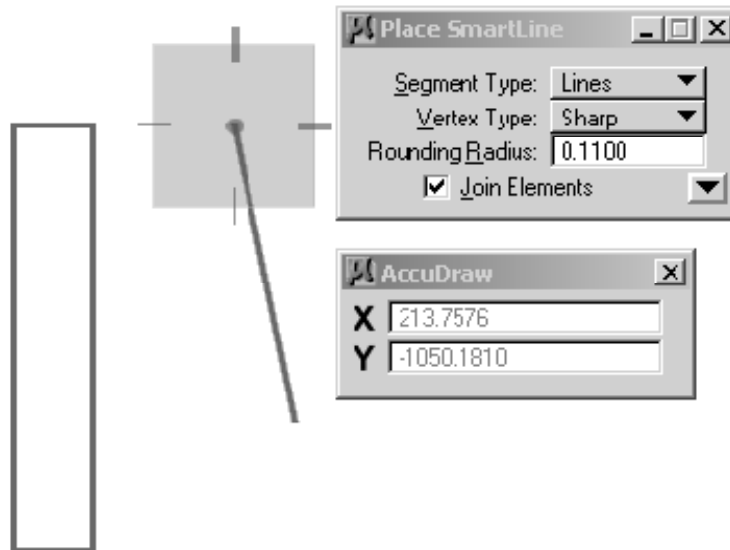 Place SmartLine
Segment Type: Lines
Vertex Type: Sharp
Rounding Radius: 0.1100
Join Elements
AccuDraw
X 213.7576
Y -1050.1810